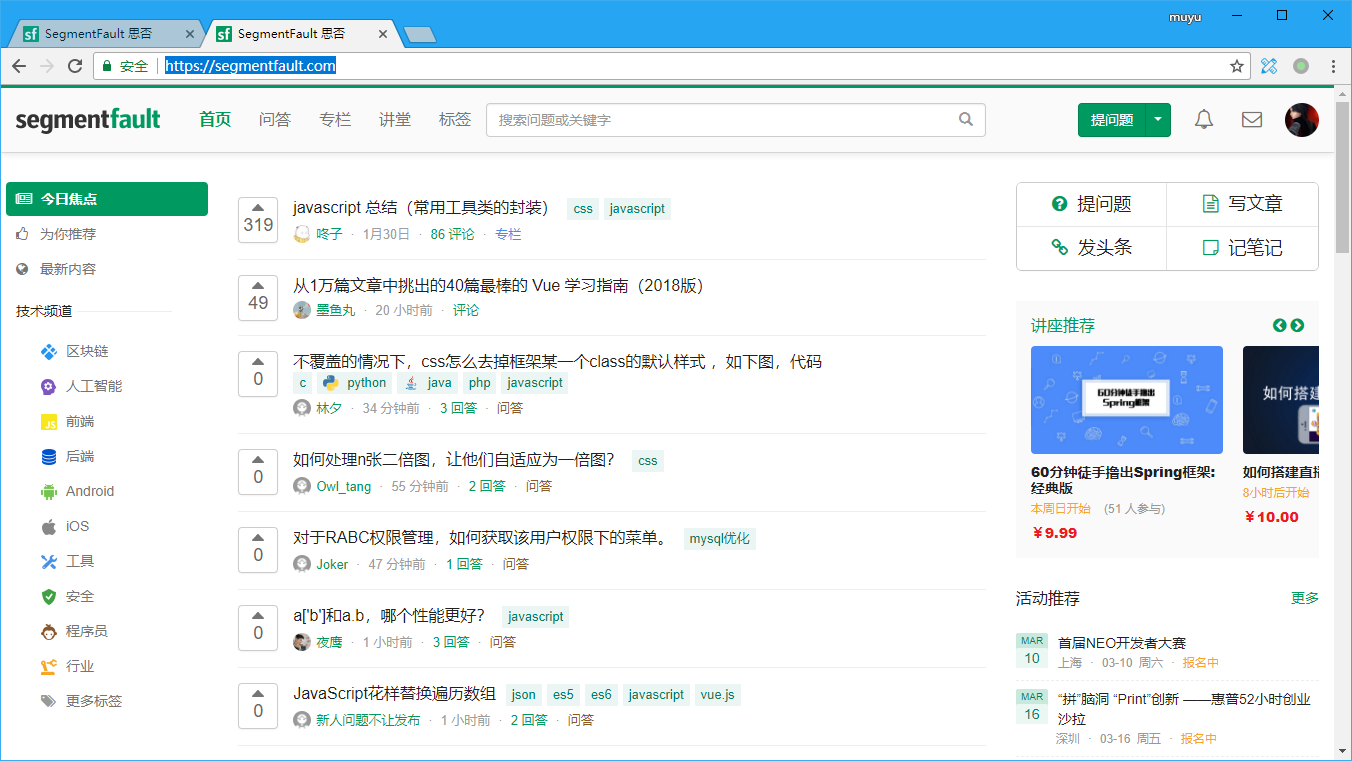 muyu
sf SegmentFault 思否
sf SegmentFault 思否
安全 https://segmentfault.com
segmentfault 首页 问答 专栏 讲堂 标签 搜索问题或关键字 提问题
今日焦点
为你推荐
最新内容
技术频道
区块链
人工智能
JS 前端
后端
Android
iOS
工具
安全
程序员
行业
更多标签
319
javascript 总结（常用工具类的封装） css javascript
咚子 · 1月30日 · 86 评论 · 专栏
49
从1万篇文章中挑出的40篇最棒的 Vue 学习指南（2018版）
墨鱼丸 · 20 小时前 · 评论
0
不覆盖的情况下，css怎么去掉框架某一个class的默认样式 ，如下图，代码
c python java php javascript
林夕 · 34 分钟前 · 3 回答 · 问答
0
如何处理n张二倍图，让他们自适应为一倍图？ css
Owl_tang · 55 分钟前 · 2 回答 · 问答
0
对于RABC权限管理，如何获取该用户权限下的菜单。 mysql优化
Joker · 47 分钟前 · 1 回答 · 问答
0
a['b']和a.b，哪个性能更好？ javascript
夜鹰 · 1 小时前 · 3 回答 · 问答
0
JavaScript花样替换遍历数组 json es5 es6 javascript vue.js
新人问题不让发布 · 1 小时前 · 2 回答 · 问答
提问题 写文章
发头条 记笔记
讲座推荐
60分钟徒手撸出
Spring框架
如何搭建
60分钟徒手撸出Spring框架:
经典版
本周日开始 (51 人参与)
￥9.99
如何搭建直播
8小时后开始
￥10.00
活动推荐 更多
MAR
10
首届NEO开发者大赛
上海 · 03-10 周六 · 报名中
MAR
16
“拼”脑洞 “Print”创新 ——惠普52小时创业
沙拉
深圳 · 03-16 周五 · 报名中